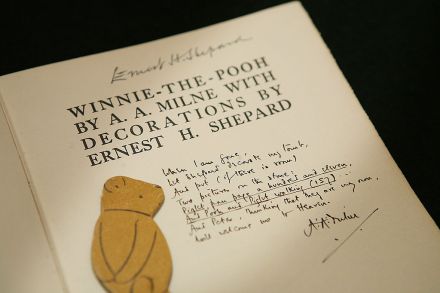 Ernest H. Shepard
WINNIE-THE-POOH
BY A. A. MILNE WITH
DECORATIONS BY
ERNEST H. SHEPARD
When I am gone,
Let Shepard decorate my tomb,
And put (if there is room)
Two pictures on the stone:
Piglet from page a hundred and eleven,
And Pooh and Piglet walking (157)
And Peter, thinking that they are my own,
Will welcome me to Heaven.
A. A. Milne